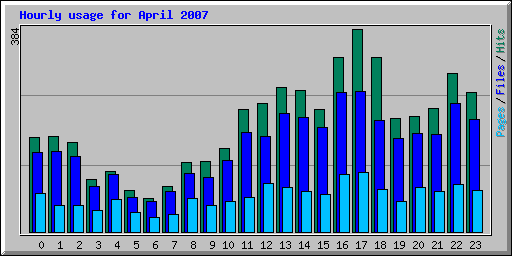 Hourly usage for April 2007
384
Pages / Files / Hits
0 1 2 3 4 5 6 7 8 9 10 11 12 13 14 15 16 17 18 19 20 21 22 23